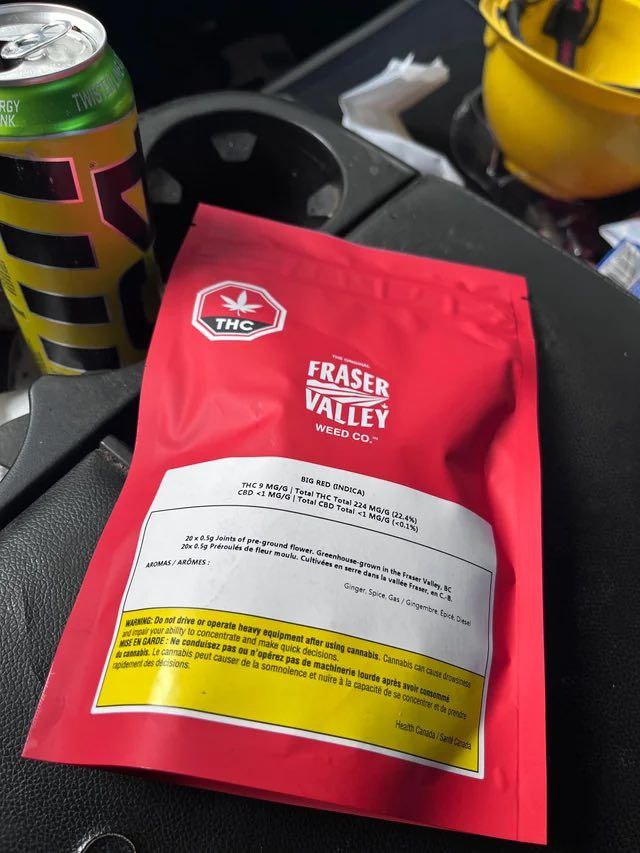 RGY
NK
TWISTED
THC
THE ORIGINAL
FRASER
VALLEY
WEED CO.™
BIG RED (INDICA)
THC 9 MG/G | Total THC Total 224 MG/G (22.4%)
CBD <1 MG/G | Total CBD Total <1 MG/G (<0.1%)
20 x 0.5g Joints of pre-ground flower. Greenhouse-grown in the Fraser Valley, BC
20x 0.5g Préroulés de fleur moulu. Cultivées en serre dans la vallée Fraser, en C.-B.
AROMAS / ARÔMES :
Ginger, Spice, Gas / Gingembre, Épicé, Diesel
WARNING: Do not drive or operate heavy equipment after using cannabis. Cannabis can cause drowsiness
and impair your ability to concentrate and make quick decisions.
MISE EN GARDE : Ne conduisez pas ou n'opérez pas de machinerie lourde après avoir consommé
du cannabis. Le cannabis peut causer de la somnolence et nuire à la capacité de se concentrer et de prendre
rapidement des décisions.
Health Canada / Santé Canada